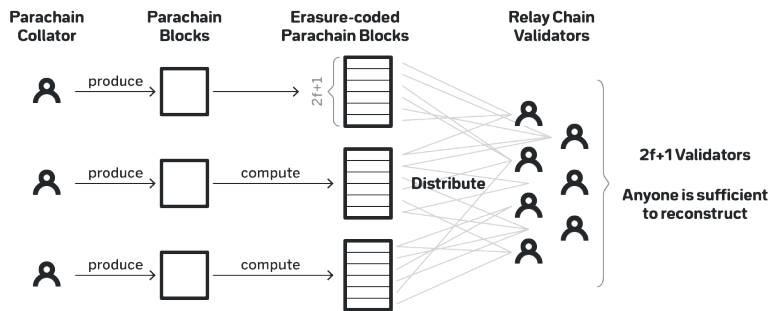 Parachain
Collator
Parachain
Blocks
Erasure-coded
Parachain Blocks
Relay Chain
Validators
produce
2f+1
produce
compute
Distribute
produce
compute
2f+1 Validators
Anyone is sufficient
to reconstruct